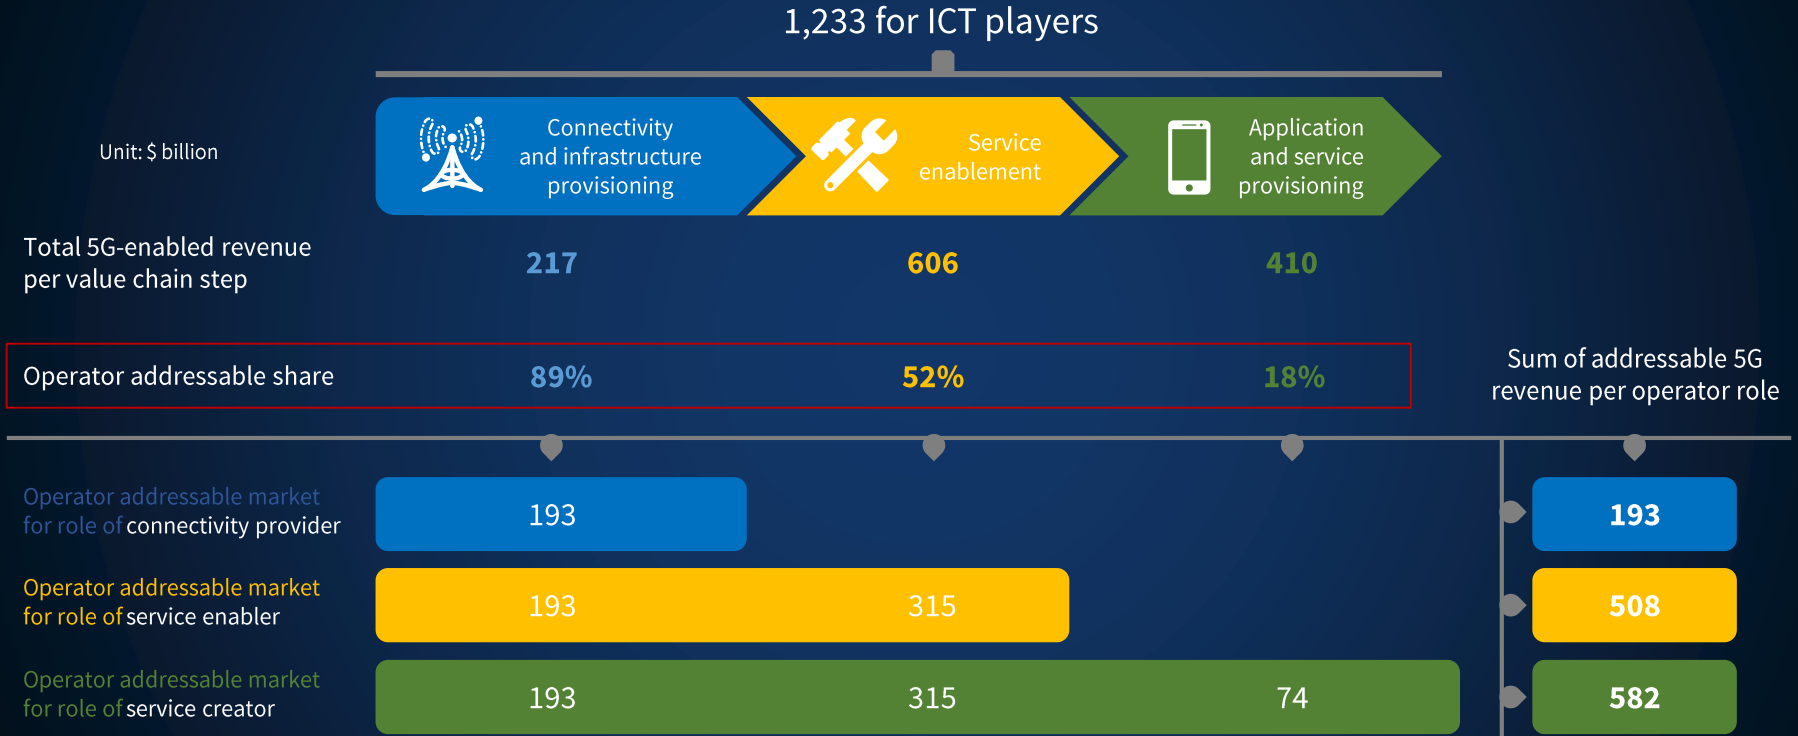 1,233 for ICT players
Unit: $ billion
Connectivity
and infrastructure
provisioning
Service
enablement
Application
and service
provisioning
Total 5G-enabled revenue
per value chain step
217
606
410
Operator addressable share
89%
52%
18%
Sum of addressable 5G
revenue per operator role
Operator addressable market
for role of connectivity provider
193
193
Operator addressable market
for role of service enabler
193
315
508
Operator addressable market
for role of service creator
193
315
74
582